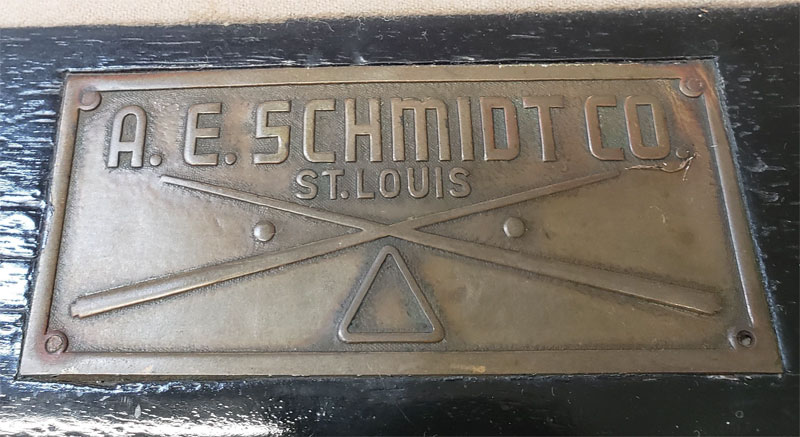 A. E. SCHMIDT CO.
ST. LOUIS